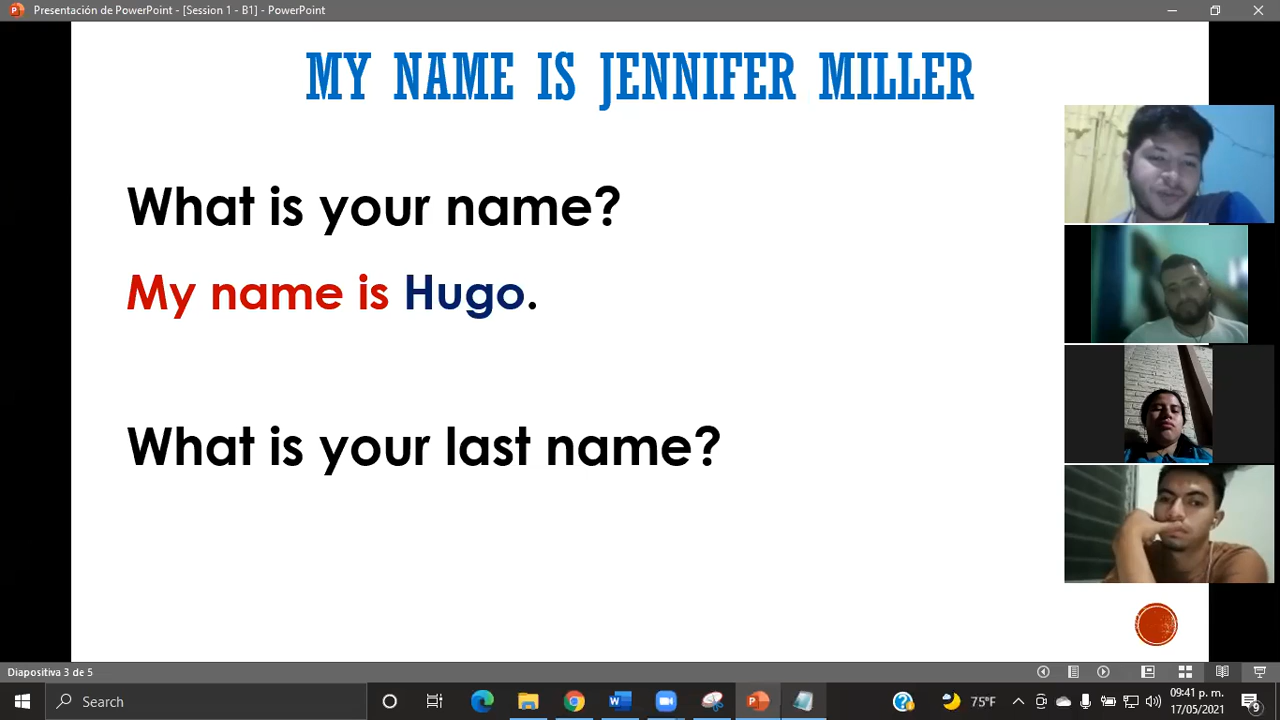 Presentación de PowerPoint - [Session 1 - B1] - PowerPoint
MY NAME IS JENNIFER MILLER
What is your name?
My name is Hugo.
What is your last name?
Diapositiva 3 de 5
Search
75°F
09:41 p. m.
17/05/2021
9